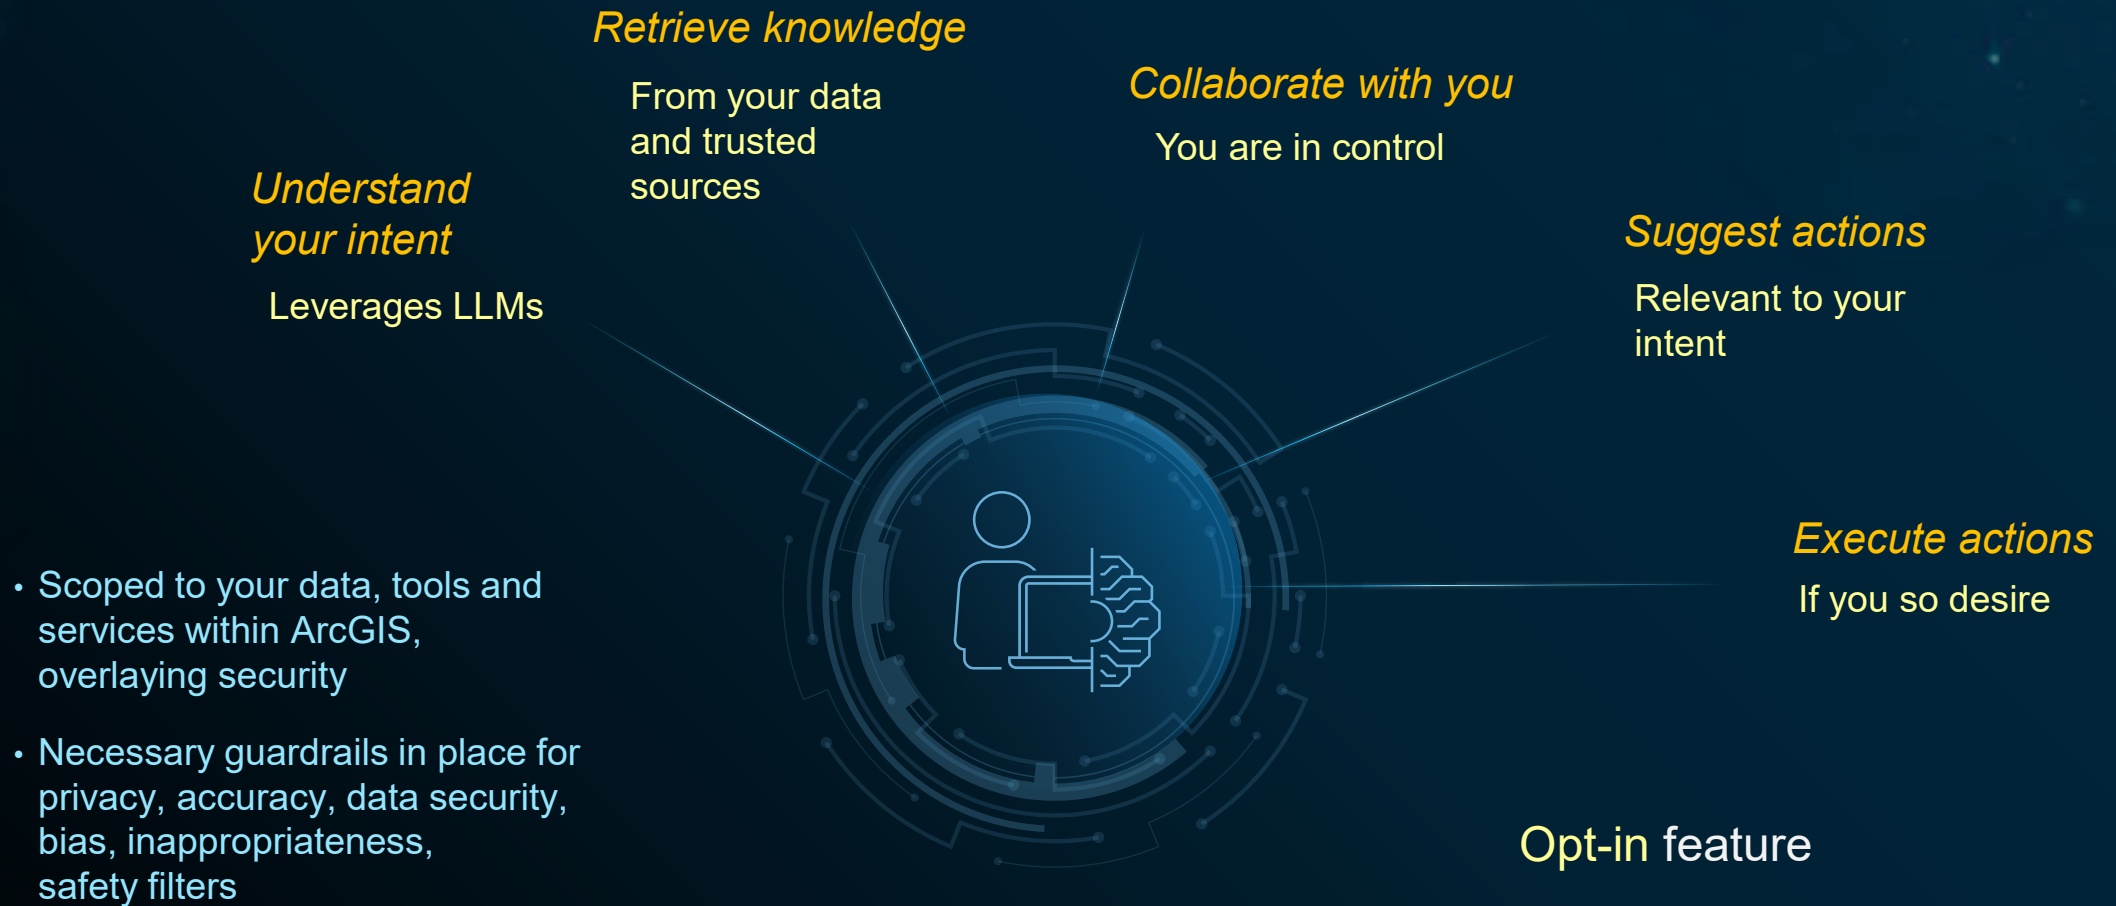 Retrieve knowledge
From your data
and trusted
sources
Collaborate with you
You are in control
Understand
your intent
Leverages LLMs
Suggest actions
Relevant to your
intent
Execute actions
If you so desire
• Scoped to your data, tools and
services within ArcGIS,
overlaying security
• Necessary guardrails in place for
privacy, accuracy, data security,
bias, inappropriateness,
safety filters
Opt-in feature